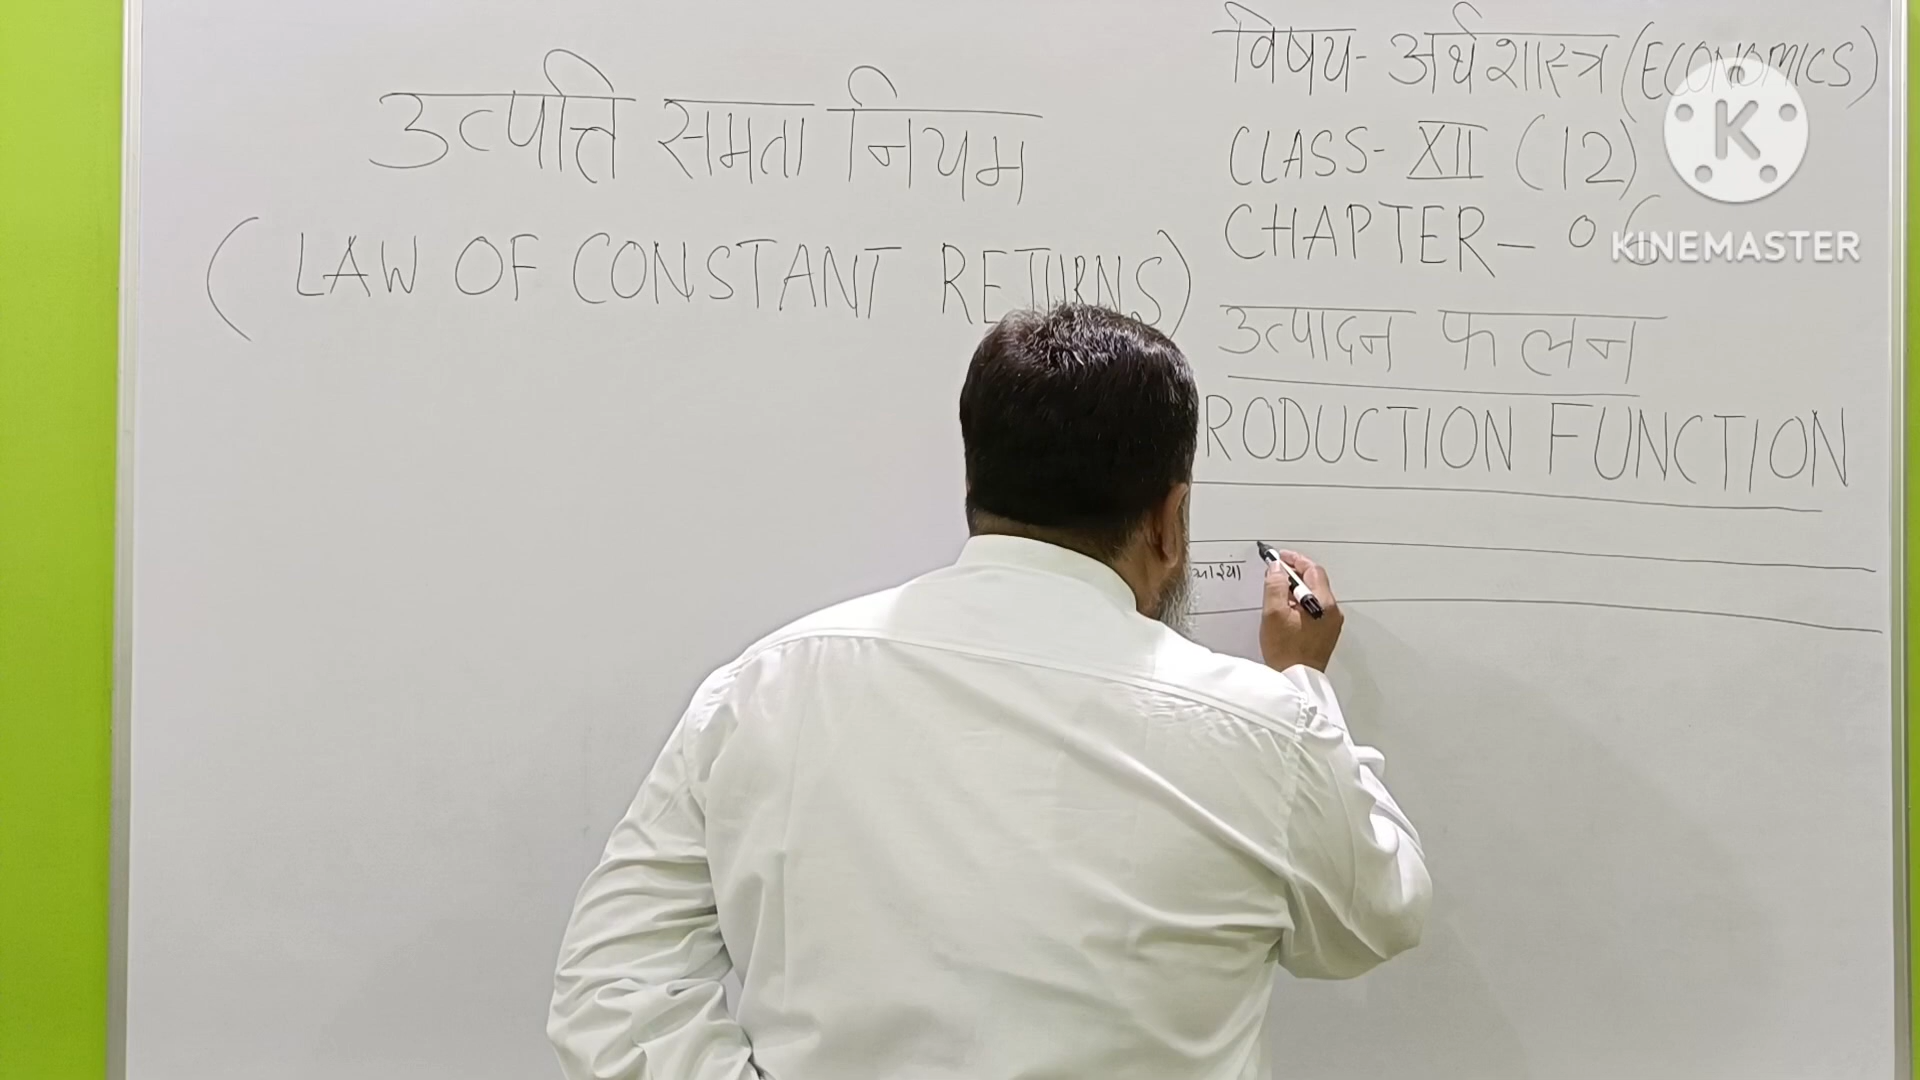 उत्पत्ति समता नियम
(LAW OF CONSTANT RETURNS)
विषय- अर्थशास्त्र (ECONOMICS)
CLASS- XII (12)
CHAPTER- 06
उत्पादन फलन
RODUCTION FUNCTION
K
KINEMASTER